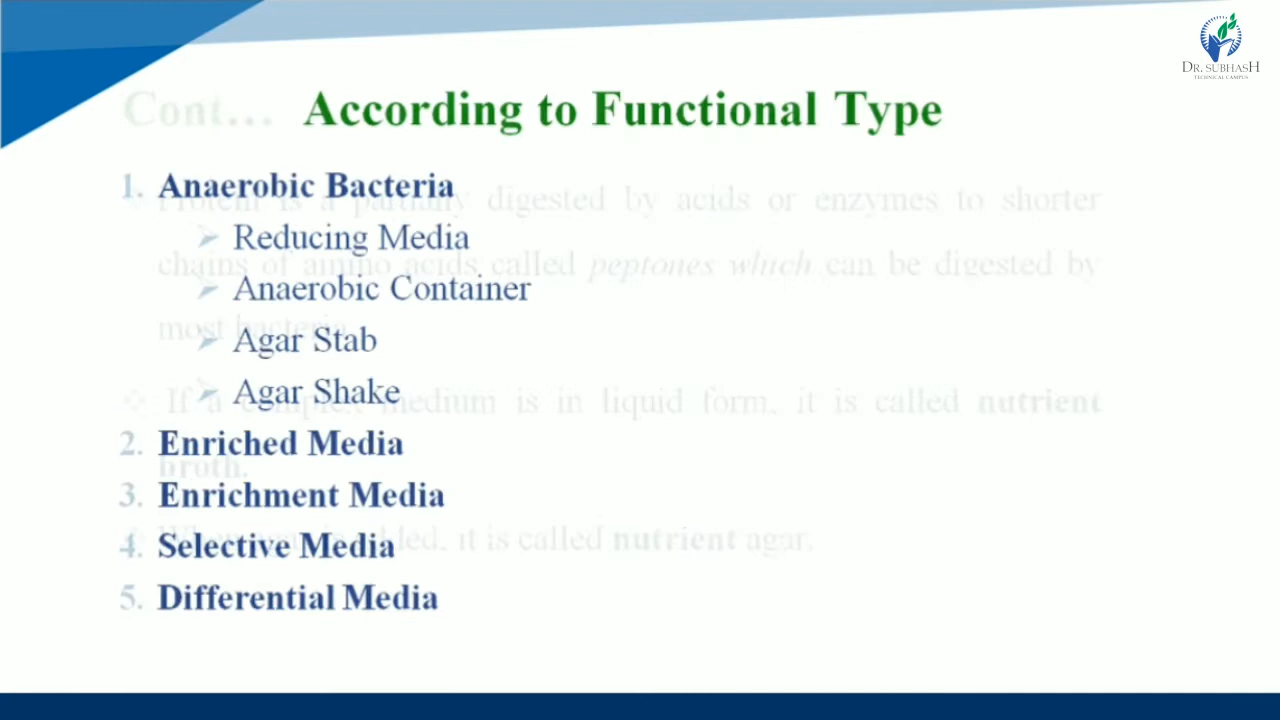 DR. SUBHASH
TECHNICAL CAMPUS
Cont… According to Functional Type
1. Anaerobic Bacteria
Protein is a partially digested by acids or enzymes to shorter
➢ Reducing Media
chains of amino acids called peptones which can be digested by
➢ Anaerobic Container
most bacteria.
➢ Agar Stab
➢ Agar Shake
If a complex medium is in liquid form, it is called nutrient
2. Enriched Media
broth.
3. Enrichment Media
When agar is added, it is called nutrient agar.
4. Selective Media
5. Differential Media